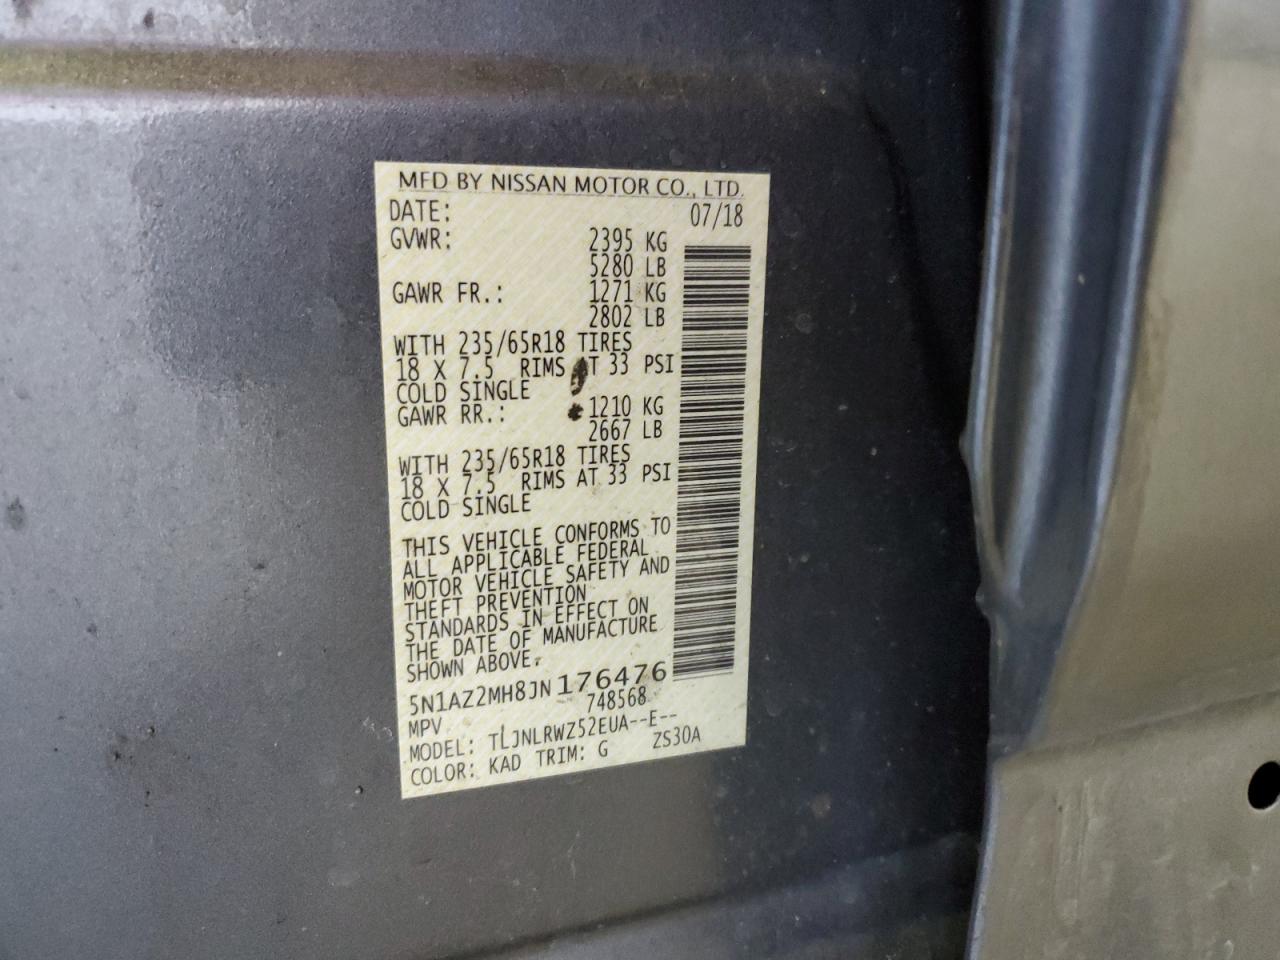 MFD BY NISSAN MOTOR CO., LTD.
DATE: 07/18
GVWR: 2395 KG
5280 LB
GAWR FR.: 1271 KG
2802 LB
WITH 235/65R18 TIRES
18 X 7.5 RIMS AT 33 PSI
COLD SINGLE
GAWR RR.: 1210 KG
2667 LB
WITH 235/65R18 TIRES
18 X 7.5 RIMS AT 33 PSI
COLD SINGLE
THIS VEHICLE CONFORMS TO
ALL APPLICABLE FEDERAL
MOTOR VEHICLE SAFETY AND
THEFT PREVENTION
STANDARDS IN EFFECT ON
THE DATE OF MANUFACTURE
SHOWN ABOVE.
5N1AZ2MH8JN176476
MPV 748568
MODEL: TLJNLRWZ52EUA--E--
COLOR: KAD TRIM: G ZS30A